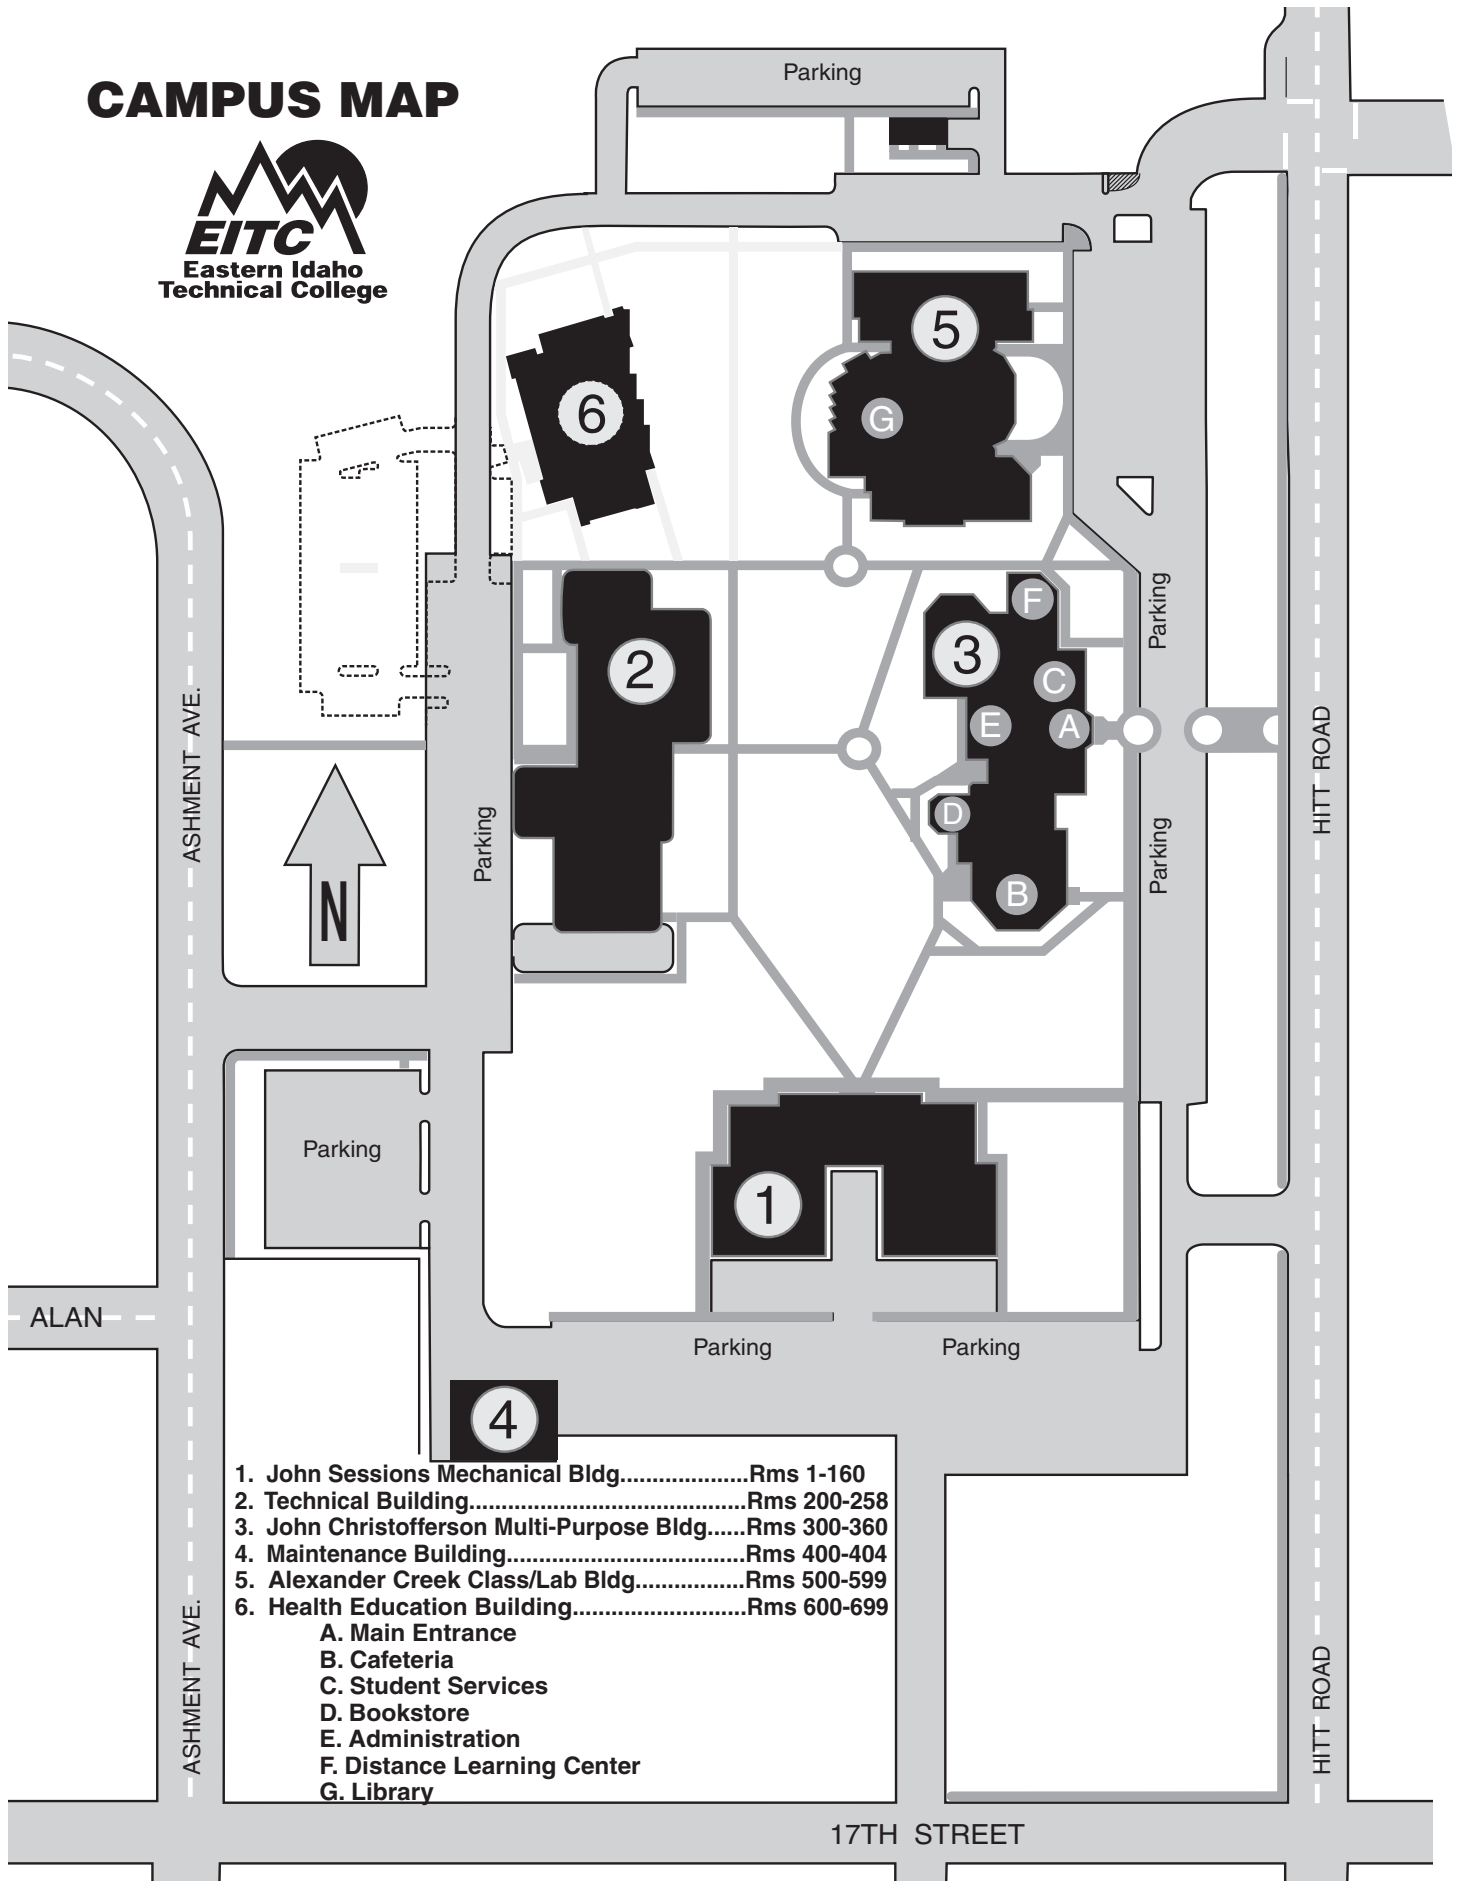 Parking
CAMPUS MAP
EITC
Eastern Idaho
Technical College
5
6
G
F
Parking
2
3
C
E
A
ASHMENT AVE.
HITT ROAD
Parking
Parking
D
N
B
Parking
1
ALAN
Parking
Parking
4
1. John Sessions Mechanical Bldg....................Rms 1-160
2. Technical Building...........................................Rms 200-258
3. John Christofferson Multi-Purpose Bldg......Rms 300-360
4. Maintenance Building.....................................Rms 400-404
5. Alexander Creek Class/Lab Bldg.................Rms 500-599
6. Health Education Building...........................Rms 600-699
A. Main Entrance
B. Cafeteria
C. Student Services
D. Bookstore
E. Administration
F. Distance Learning Center
G. Library
ASHMENT AVE.
HITT ROAD
17TH STREET